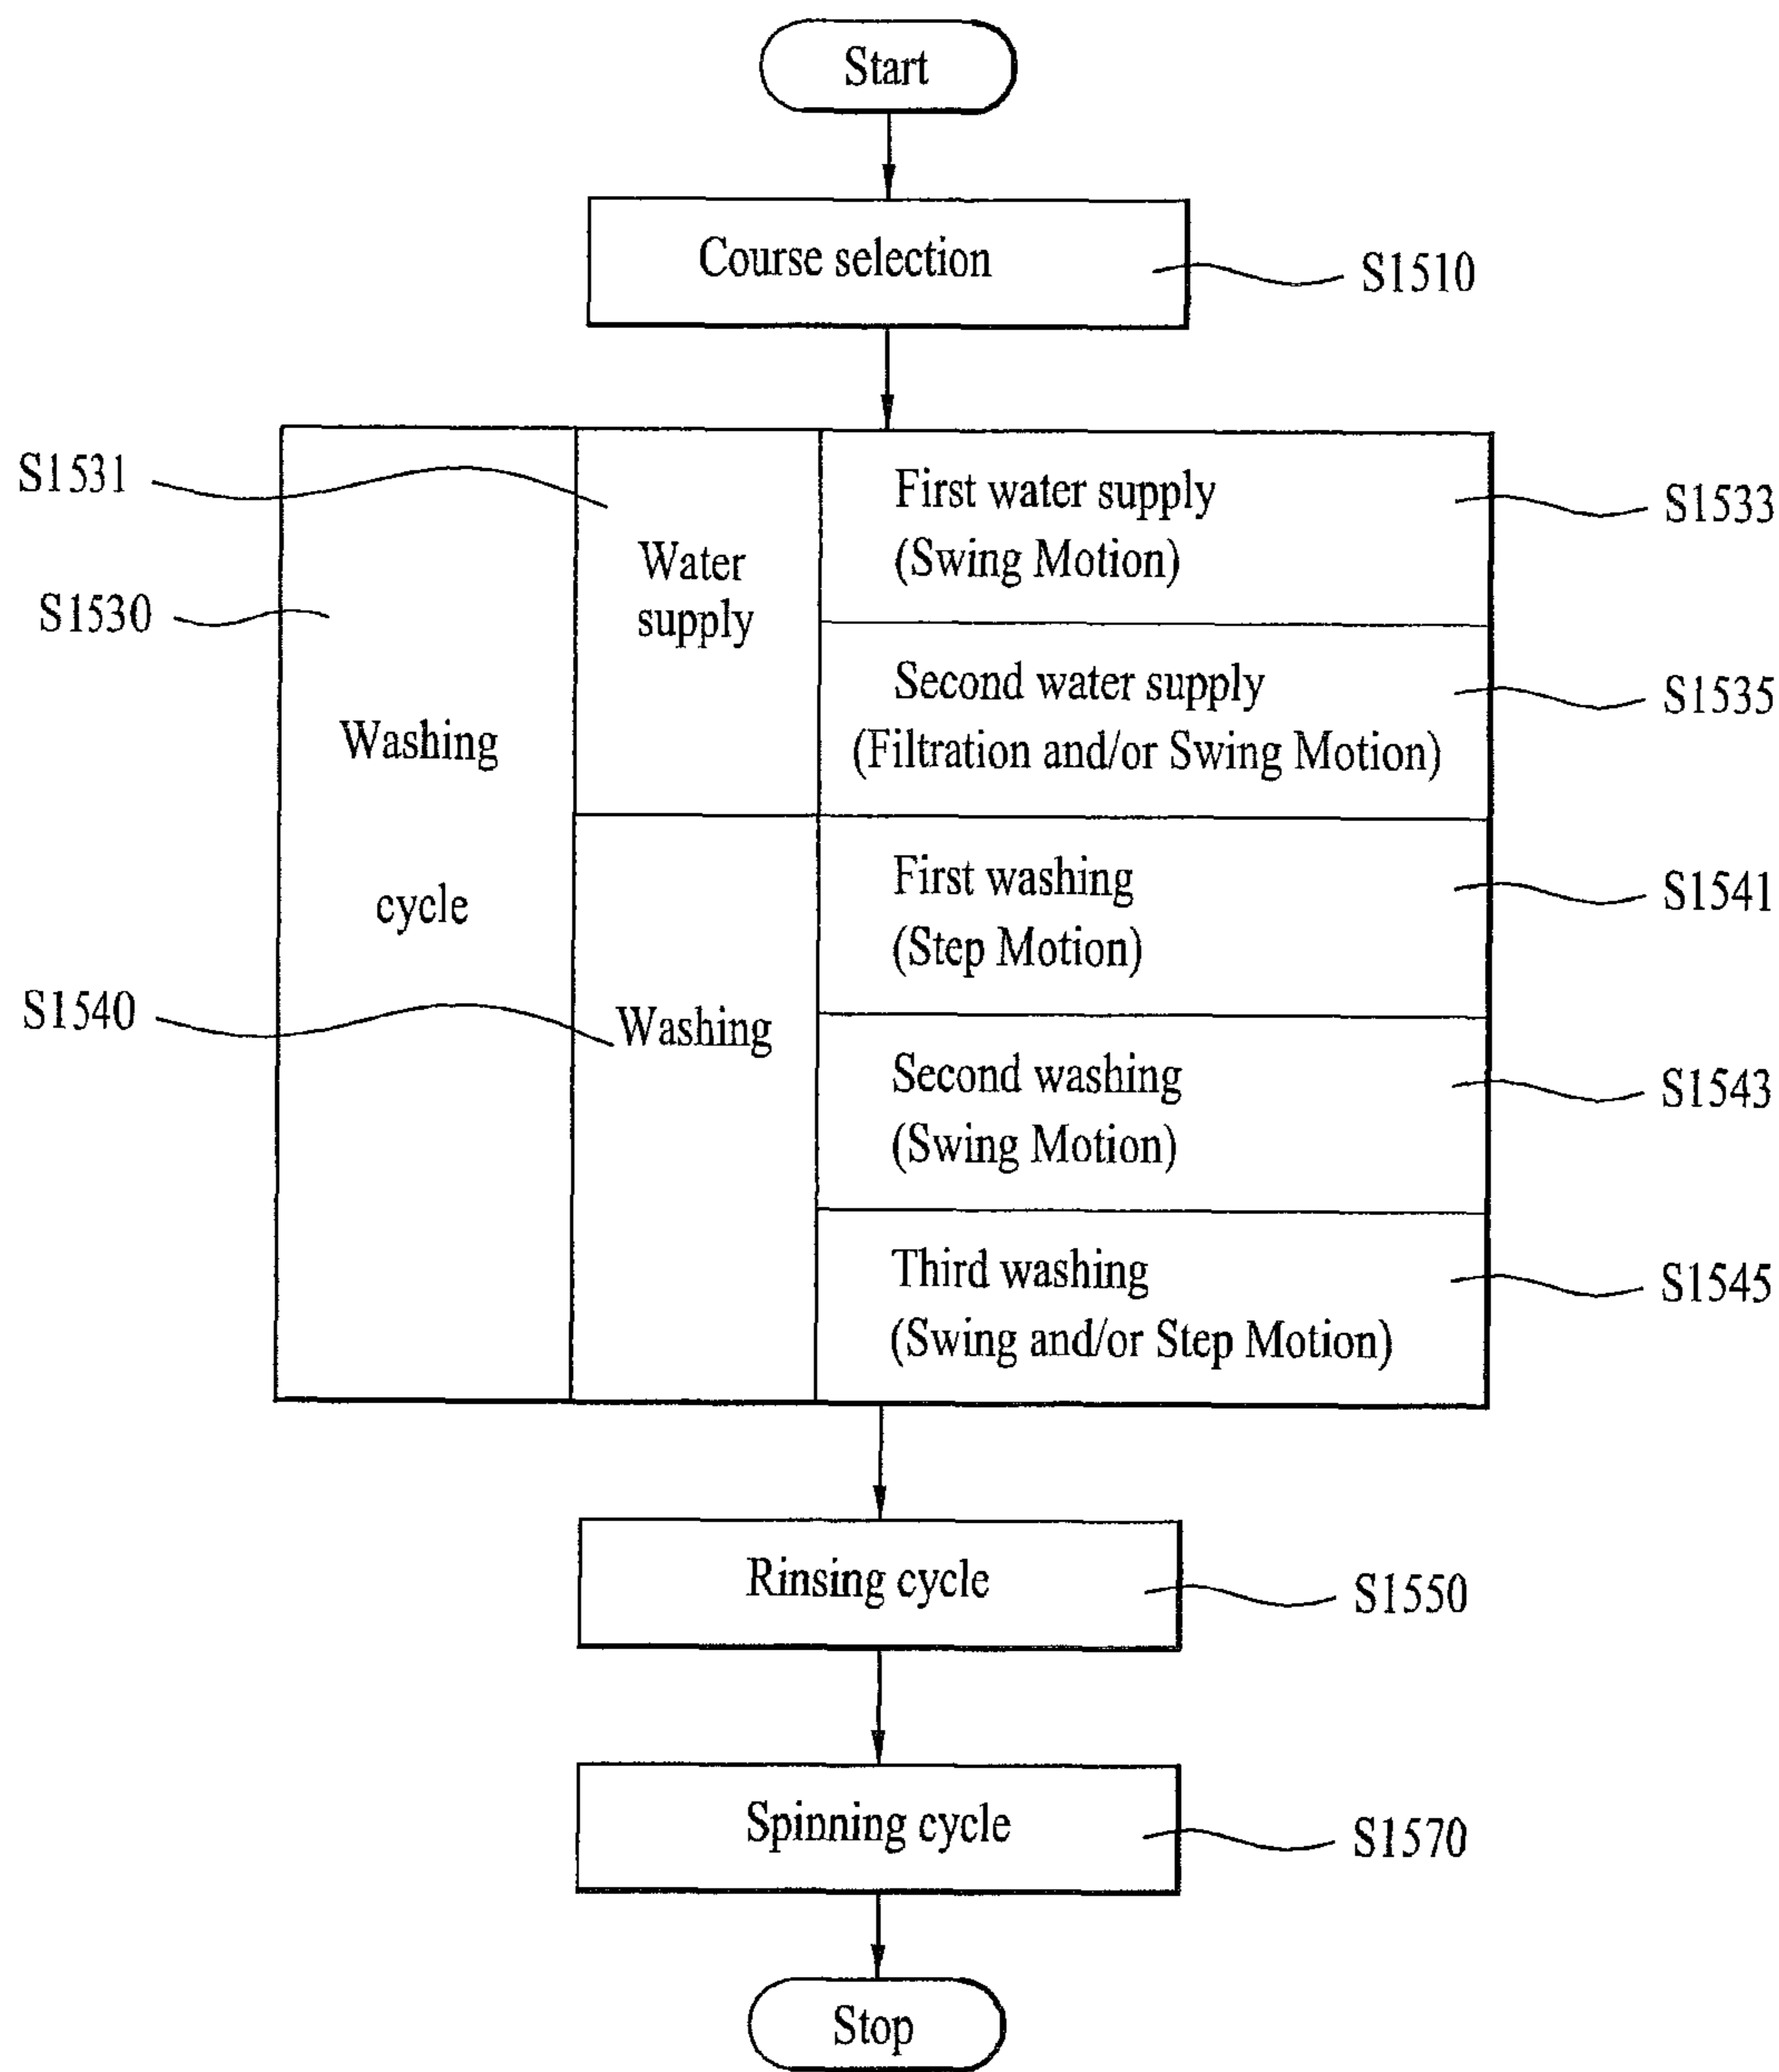 Start
Course selection
S1510
S1531
S1530
Washing
cycle
Water
supply
First water supply
(Swing Motion)
S1533
Second water supply
(Filtration and/or Swing Motion)
S1535
S1540
Washing
First washing
(Step Motion)
S1541
Second washing
(Swing Motion)
S1543
Third washing
(Swing and/or Step Motion)
S1545
Rinsing cycle
S1550
Spinning cycle
S1570
Stop